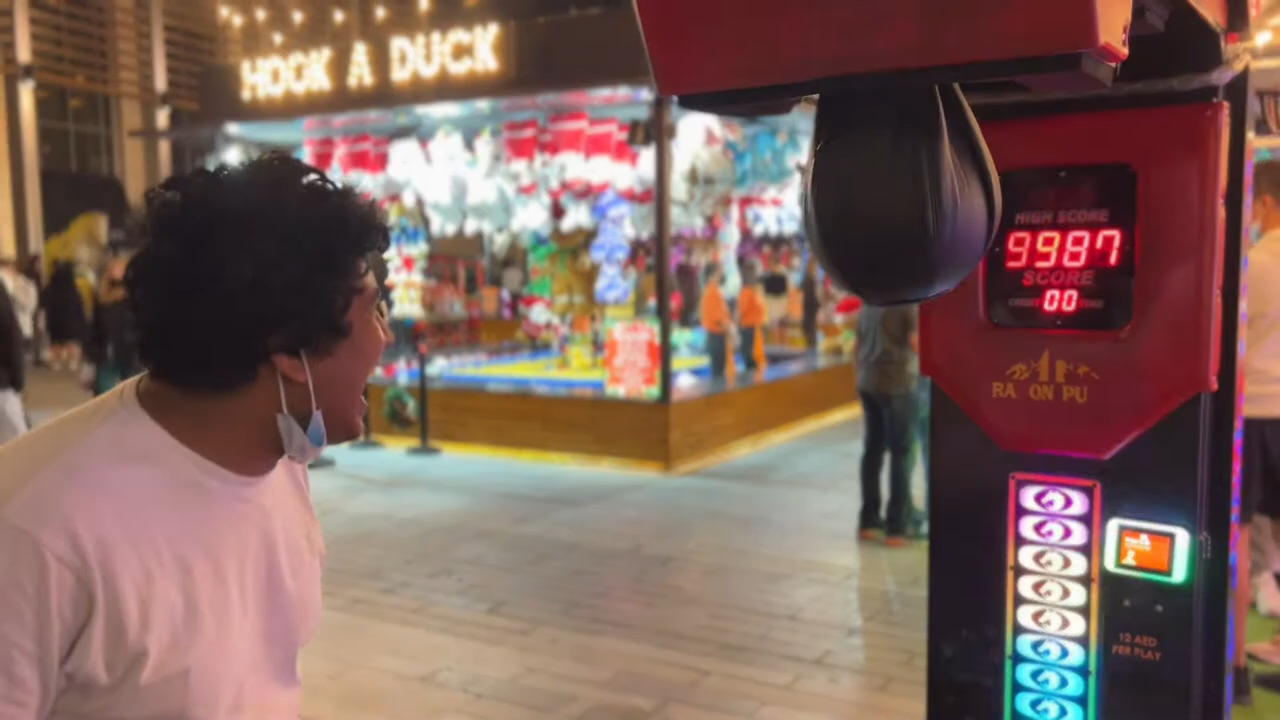 HOOK A DUCK
HIGH SCORE
9987
SCORE
00
RA ON PU
12 AED
PER PLAY